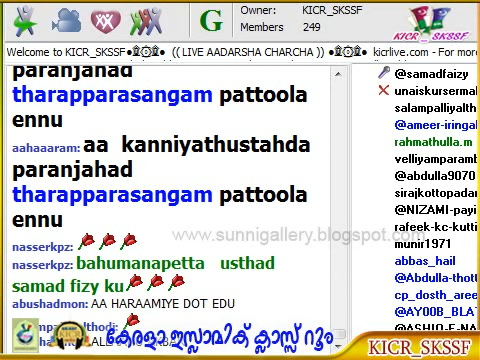 Owner: KICR_SKSSF
G
Members 249
KICR_SKSSF
Welcome to KICR_SKSSF (( LIVE AADARSHA CHARCHA )) kicrlive.com - For more
paranjahad
tharapparasangam pattoola
ennu
aahaaaram: aa kanniyathustahda
paranjahad
tharapparasangam pattoola
ennu
nasserkpz:
nasserkpz: bahumanapetta usthad
samad fizy ku
abushadmon: AA HARAAMIYE DOT EDU
@samadfaizy
unaiskursermal
salampalliyalth
@ameer-iringal
rahmathulla.m
velliyamparamb
@abdulla9070
sirajkottopadan
@NIZAMI-payi
rafeek-kc-kutti
munir1971
abbas_hail
@Abdulla-thott
cp_dosth_aree
@AY00B_BLA
@ASHIQ-E-NA
www.sunnigallery.blogspot.com
കേരളാ ഇസ്ലാമിക് ക്ലാസ്സ് റൂം
KICR_SKSSF